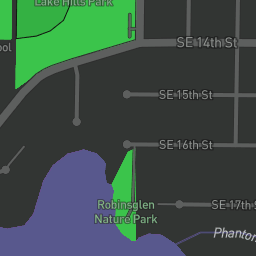 Lake Hills Park
SE 14th St
ool
SE 15th St
SE 16th St
Robinsglen
Nature Park
SE 17th S
Phantom